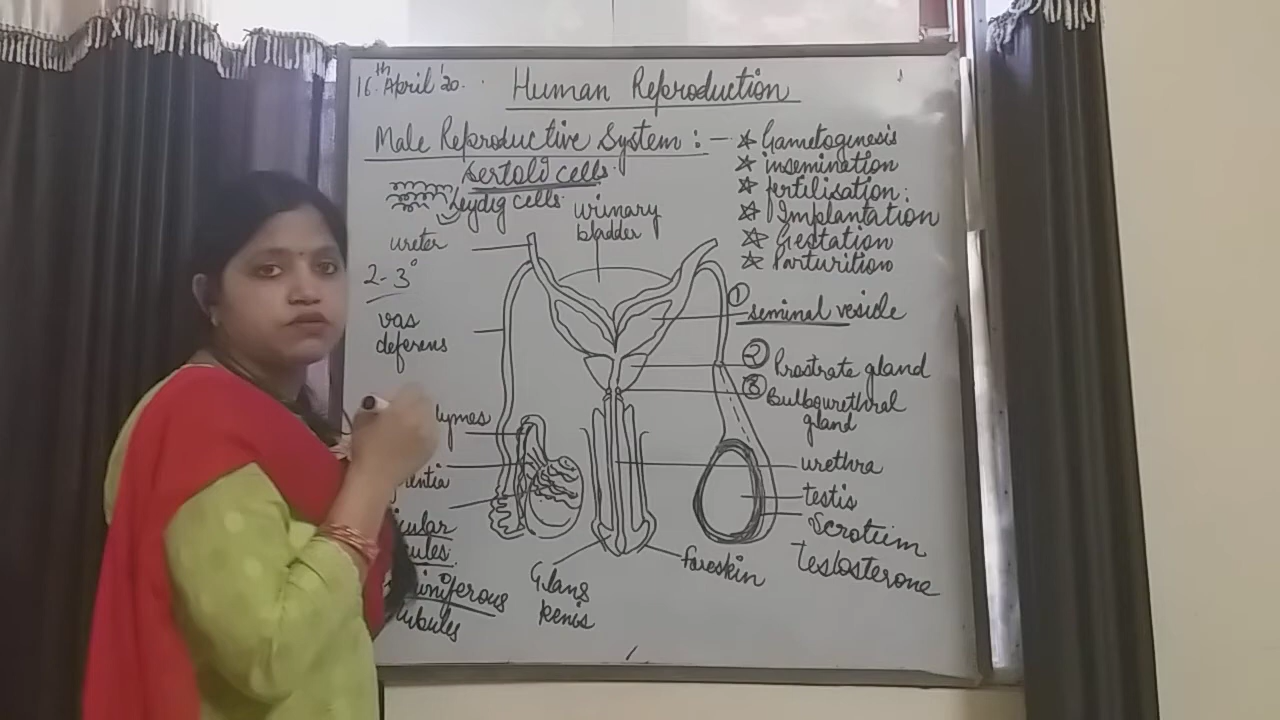 16th April '20.
Human Reproduction
Male Reproductive System : -
☆ Gametogenesis
☆ insemination
☆ fertilisation:
☆ Implantation
☆ Gestation
☆ Parturition
Sertoli cells
Leydig cells
urinary
bladder
ureter
2-3°
vas
deferens
① seminal vesicle
② Prostrate gland
③ Bulbourethral
gland
urethra
testis
Scrotum
Testosterone
foreskin
Glans
Penis